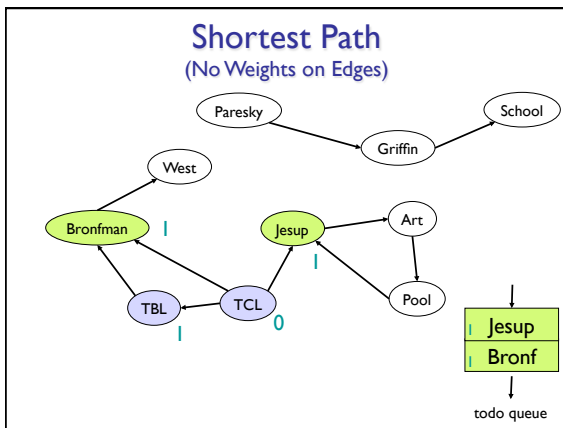 Shortest Path
(No Weights on Edges)
Paresky
School
Griffin
West
Bronfman
1
Jesup
1
Art
TBL
1
TCL
0
Pool
1 Jesup
1 Bronf
todo queue